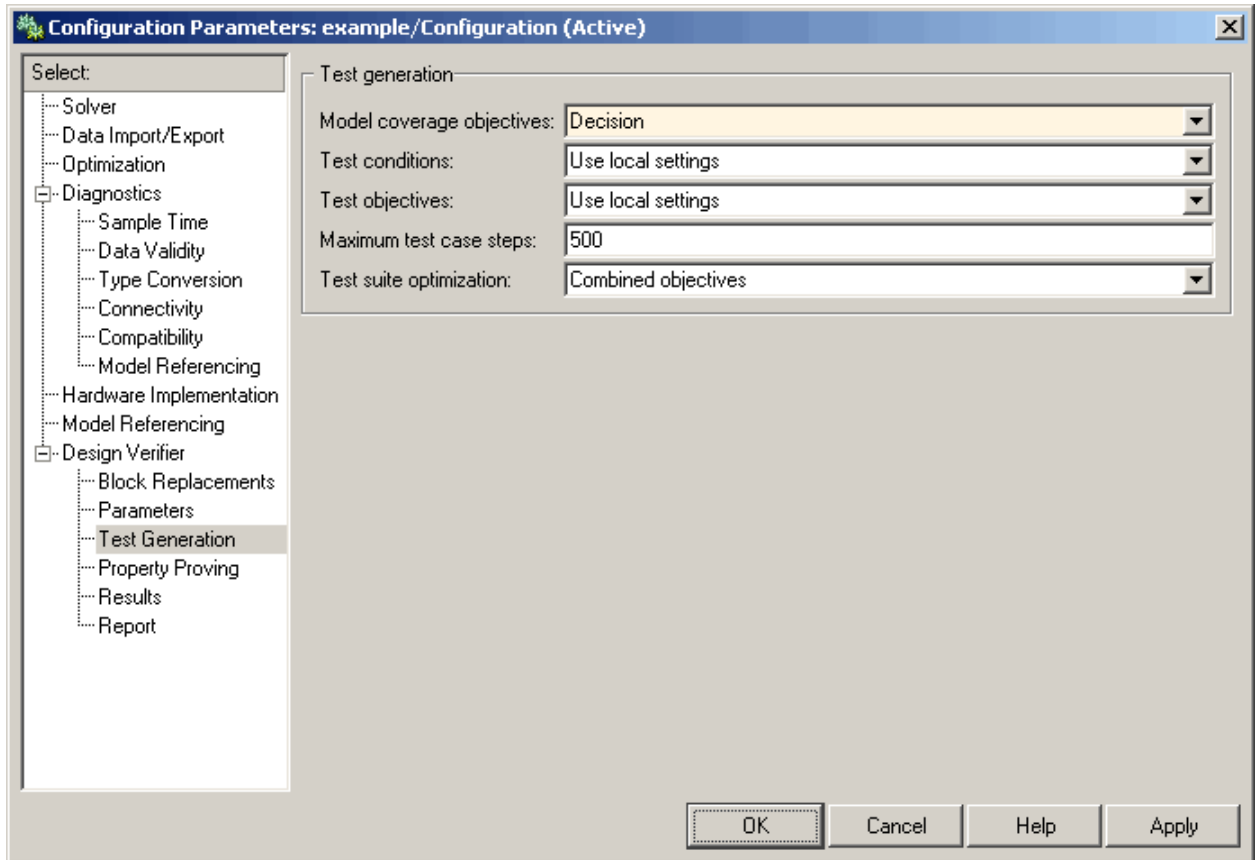 Configuration Parameters: example/Configuration (Active)
Select:
Solver
Data Import/Export
Optimization
Diagnostics
Sample Time
Data Validity
Type Conversion
Connectivity
Compatibility
Model Referencing
Hardware Implementation
Model Referencing
Design Verifier
Block Replacements
Parameters
Test Generation
Property Proving
Results
Report
Test generation
Model coverage objectives: Decision
Test conditions: Use local settings
Test objectives: Use local settings
Maximum test case steps: 500
Test suite optimization: Combined objectives
OK Cancel Help Apply